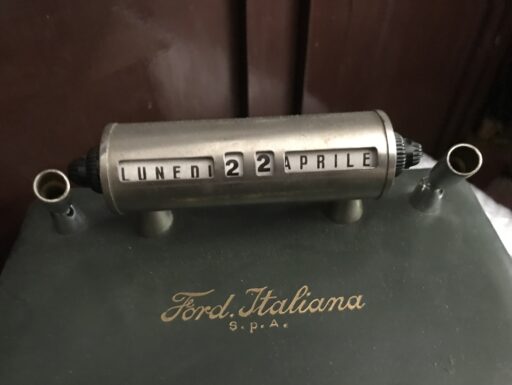 LUNEDI 22 APRILE
Ford. Italiana
S.p.A.